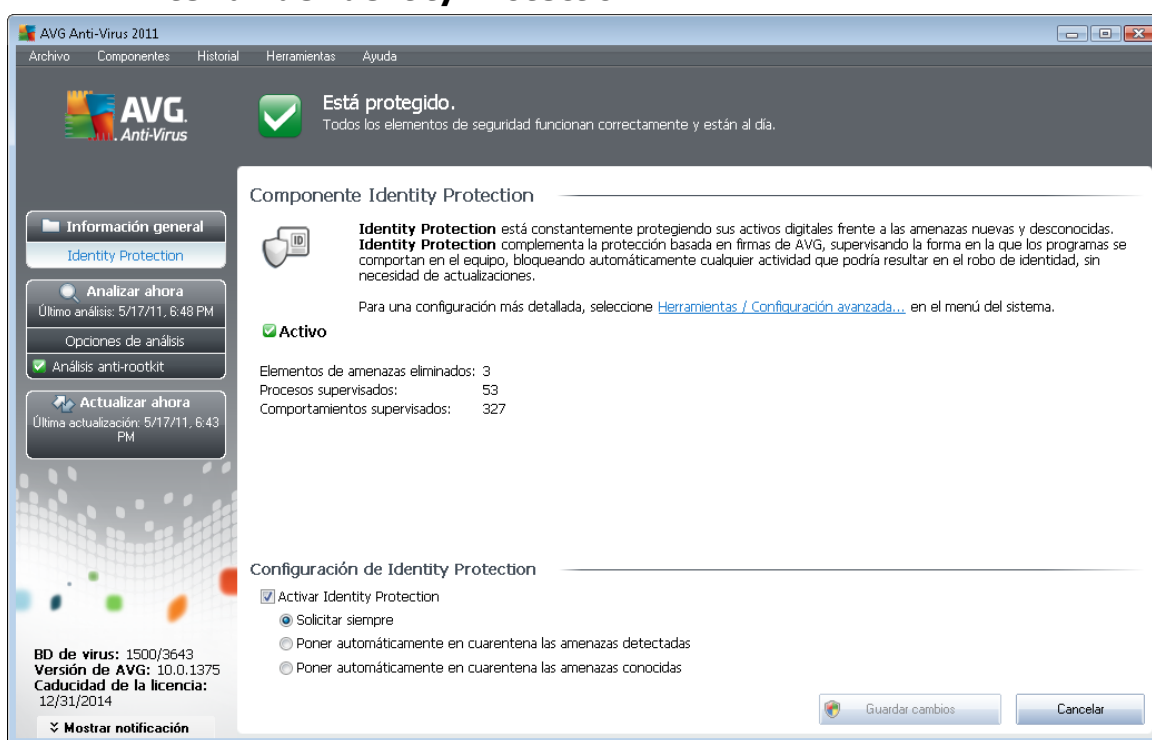 AVG Anti-Virus 2011
Archivo Componentes Historial Herramientas Ayuda
AVG.
Anti-Virus
Está protegido.
Todos los elementos de seguridad funcionan correctamente y están al día.
Información general
Identity Protection
Analizar ahora
Último análisis: 5/17/11, 6:48 PM
Opciones de análisis
Análisis anti-rootkit
Actualizar ahora
Última actualización: 5/17/11, 6:43
PM
BD de virus: 1500/3643
Versión de AVG: 10.0.1375
Caducidad de la licencia:
12/31/2014
Mostrar notificación
Componente Identity Protection
ID
Identity Protection está constantemente protegiendo sus activos digitales frente a las amenazas nuevas y desconocidas.
Identity Protection complementa la protección basada en firmas de AVG, supervisando la forma en la que los programas se
comportan en el equipo, bloqueando automáticamente cualquier actividad que podría resultar en el robo de identidad, sin
necesidad de actualizaciones.
Para una configuración más detallada, seleccione Herramientas / Configuración avanzada... en el menú del sistema.
Activo
Elementos de amenazas eliminados: 3
Procesos supervisados: 53
Comportamientos supervisados: 327
Configuración de Identity Protection
Activar Identity Protection
Solicitar siempre
Poner automáticamente en cuarentena las amenazas detectadas
Poner automáticamente en cuarentena las amenazas conocidas
Guardar cambios
Cancelar